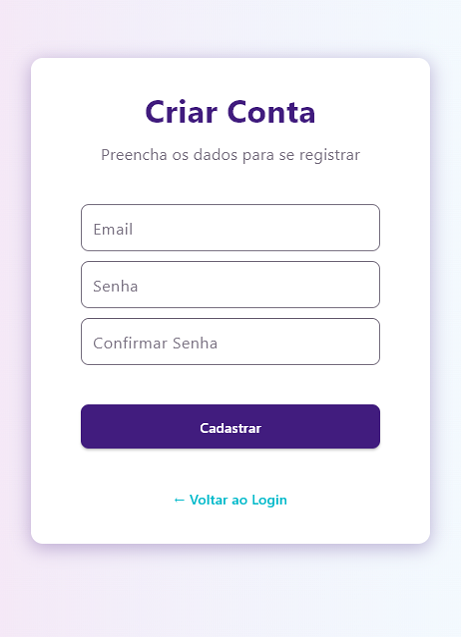 Criar Conta
Preencha os dados para se registrar
Email
Senha
Confirmar Senha
Cadastrar
← Voltar ao Login